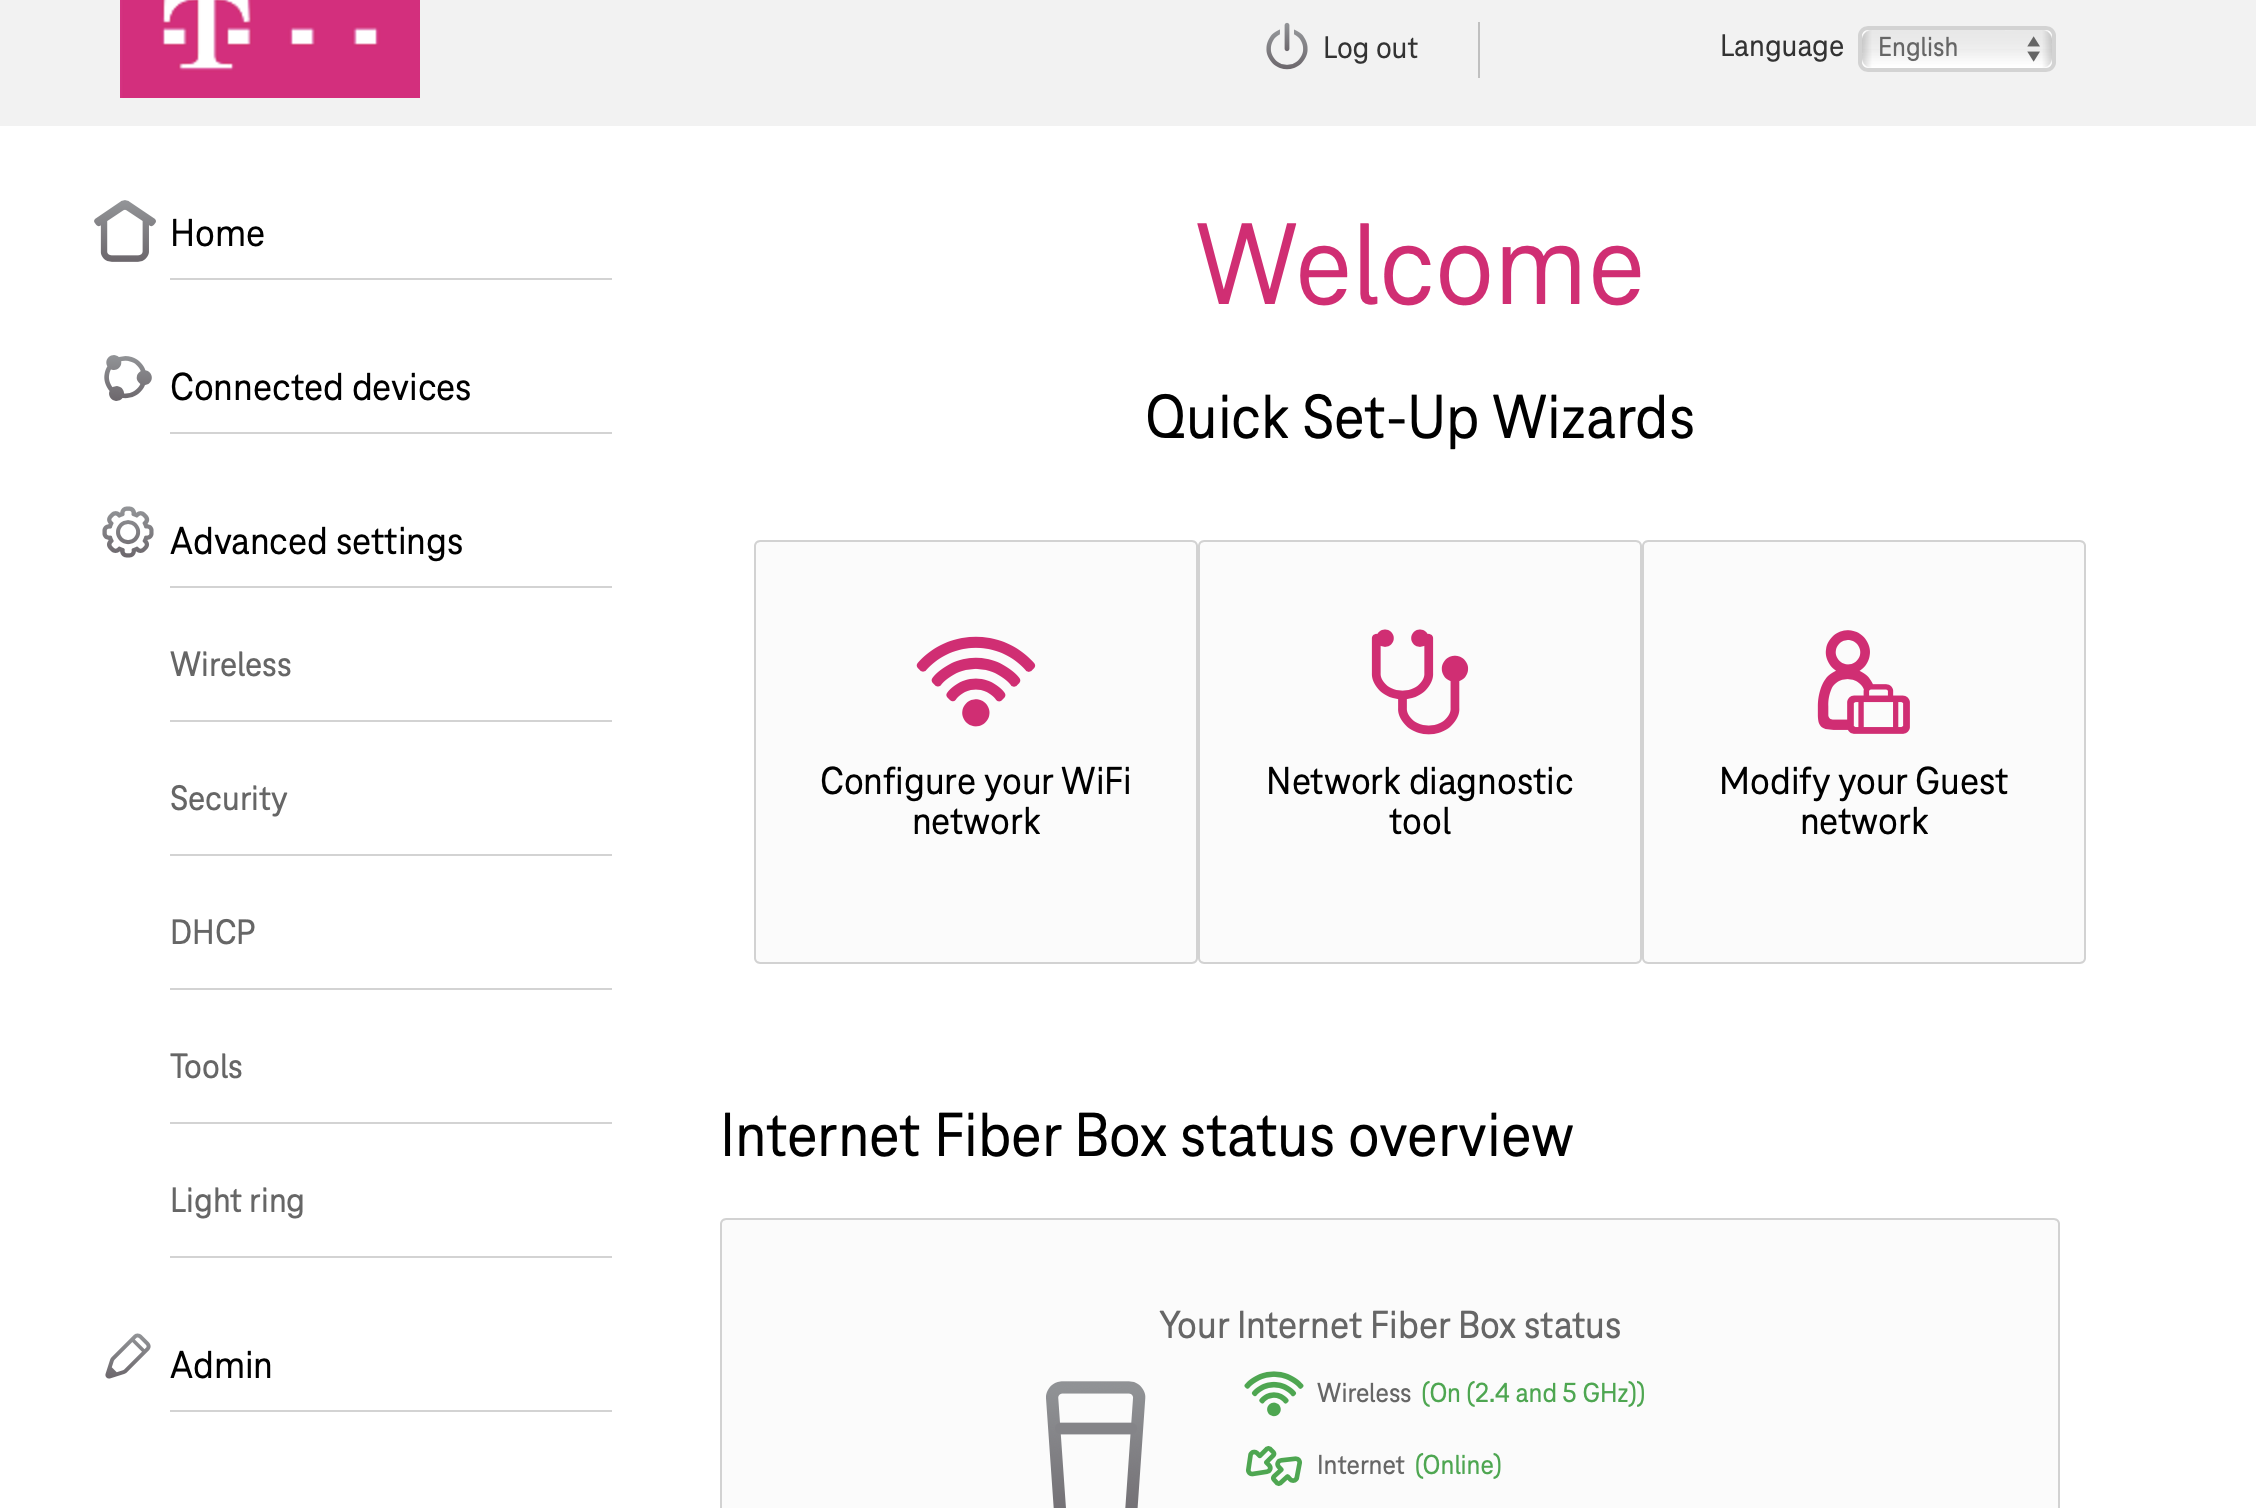 T
Log out
Language
English
Home
Connected devices
Advanced settings
Wireless
Security
DHCP
Tools
Light ring
Admin
Welcome
Quick Set-Up Wizards
Configure your WiFi
network
Network diagnostic
tool
Modify your Guest
network
Internet Fiber Box status overview
Your Internet Fiber Box status
Wireless (On (2.4 and 5 GHz))
Internet (Online)